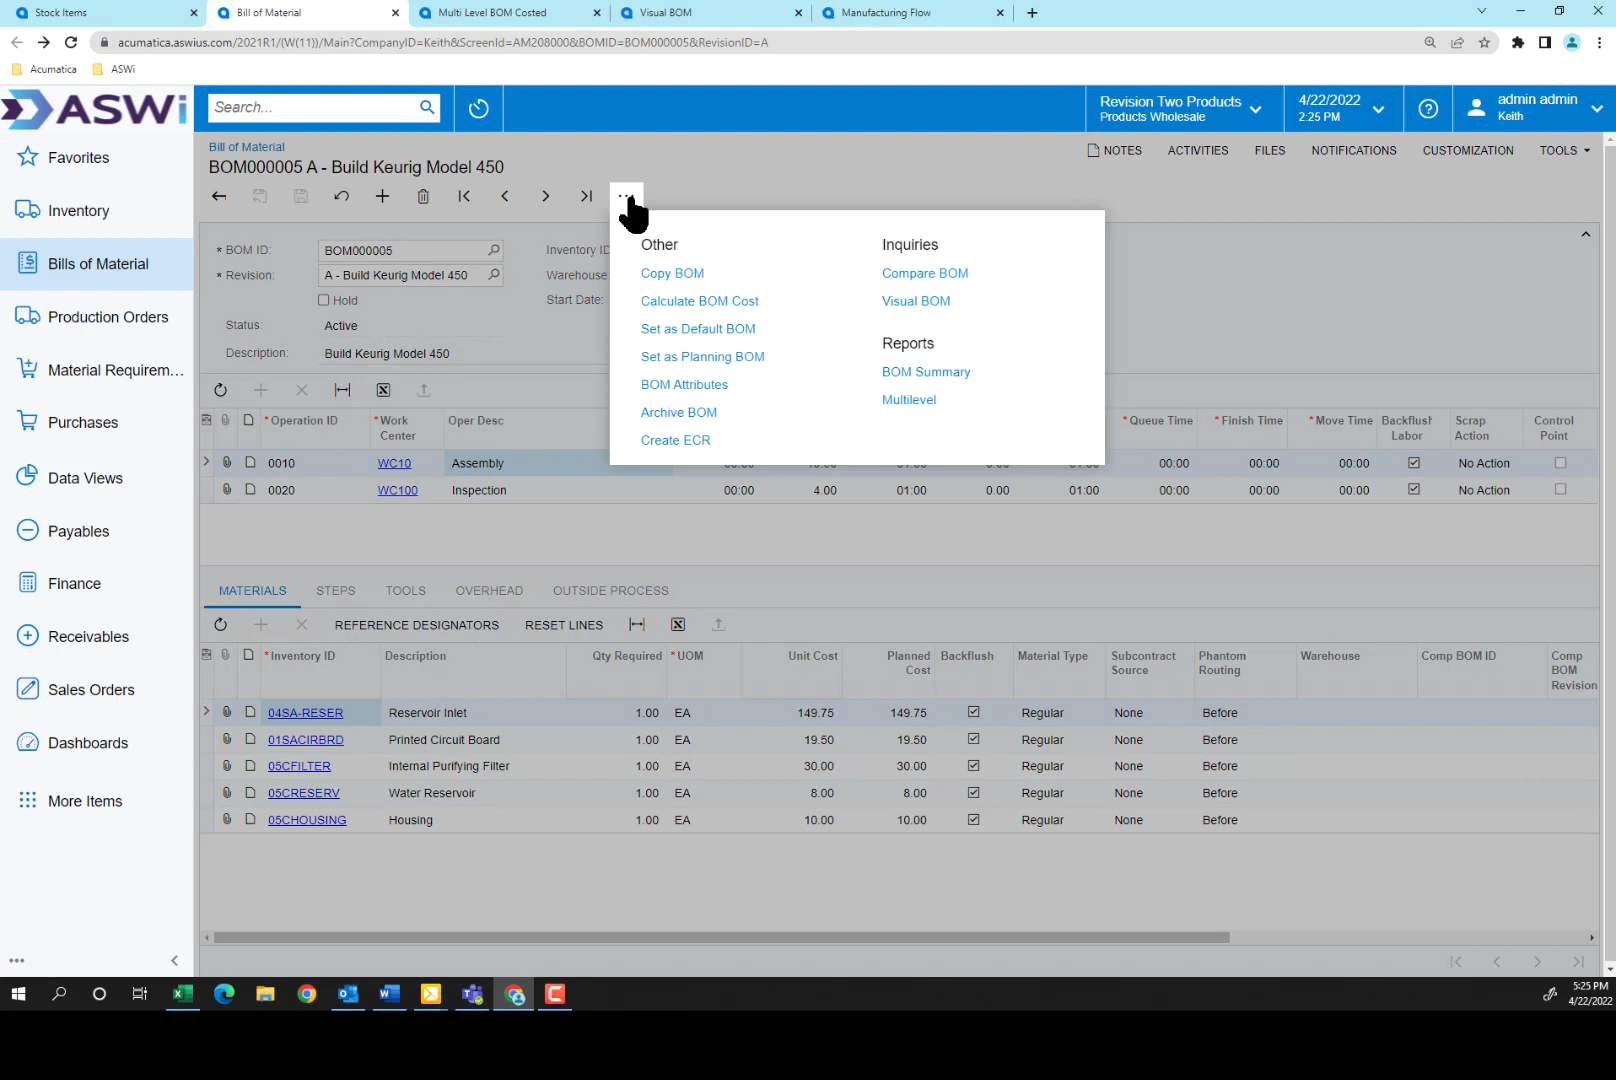 Stock Items
Bill of Material
Multi Level BOM Costed
Visual BOM
Manufacturing Flow
acumatica.aswius.com/2021R1/(W(11))/Main?CompanyID=Keith&ScreenId=AM208000&BOMID=BOM000005&RevisionID=A
Acumatica
ASWi
ASWi
Search...
Revision Two Products
Products Wholesale
4/22/2022
2:25 PM
admin admin
Keith
Favorites
Inventory
Bills of Material
Production Orders
Material Requirem...
Purchases
Data Views
Payables
Finance
Receivables
Sales Orders
Dashboards
More Items
Bill of Material
BOM000005 A - Build Keurig Model 450
NOTES ACTIVITIES FILES NOTIFICATIONS CUSTOMIZATION TOOLS
* BOM ID: BOM000005
* Revision: A - Build Keurig Model 450
Hold
Status: Active
Description: Build Keurig Model 450
Inventory ID
Warehouse:
Start Date:
Other
Copy BOM
Calculate BOM Cost
Set as Default BOM
Set as Planning BOM
BOM Attributes
Archive BOM
Create ECR
Inquiries
Compare BOM
Visual BOM
Reports
BOM Summary
Multilevel
* Operation ID * Work Center Oper Desc * Queue Time * Finish Time * Move Time Backflush Labor Scrap Action Control Point
0010 WC10 Assembly 00:00 00:00 00:00 No Action
0020 WC100 Inspection 00:00 4.00 01:00 0.00 01:00 00:00 00:00 00:00 No Action
MATERIALS STEPS TOOLS OVERHEAD OUTSIDE PROCESS
REFERENCE DESIGNATORS RESET LINES
* Inventory ID Description Qty Required * UOM Unit Cost Planned Cost Backflush Material Type Subcontract Source Phantom Routing Warehouse Comp BOM ID Comp BOM Revision
04SA-RESER Reservoir Inlet 1.00 EA 149.75 149.75 Regular None Before
01SACIRBRD Printed Circuit Board 1.00 EA 19.50 19.50 Regular None Before
05CFILTER Internal Purifying Filter 1.00 EA 30.00 30.00 Regular None Before
05CRESERV Water Reservoir 1.00 EA 8.00 8.00 Regular None Before
05CHOUSING Housing 1.00 EA 10.00 10.00 Regular None Before
5:25 PM
4/22/2022